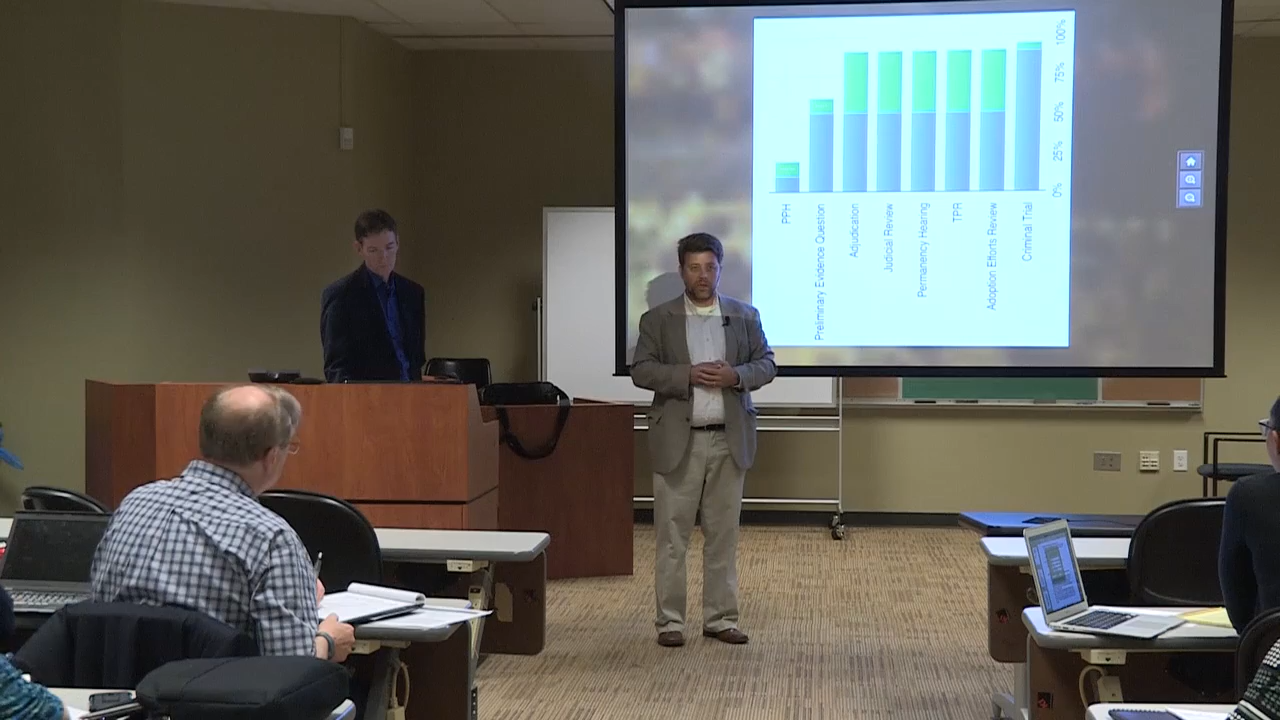 PPH
Preliminary Evidence Question
Adjudication
Judicial Review
Permanency Hearing
TPR
Adoption Efforts Review
Criminal Trial
0%
25%
50%
75%
100%